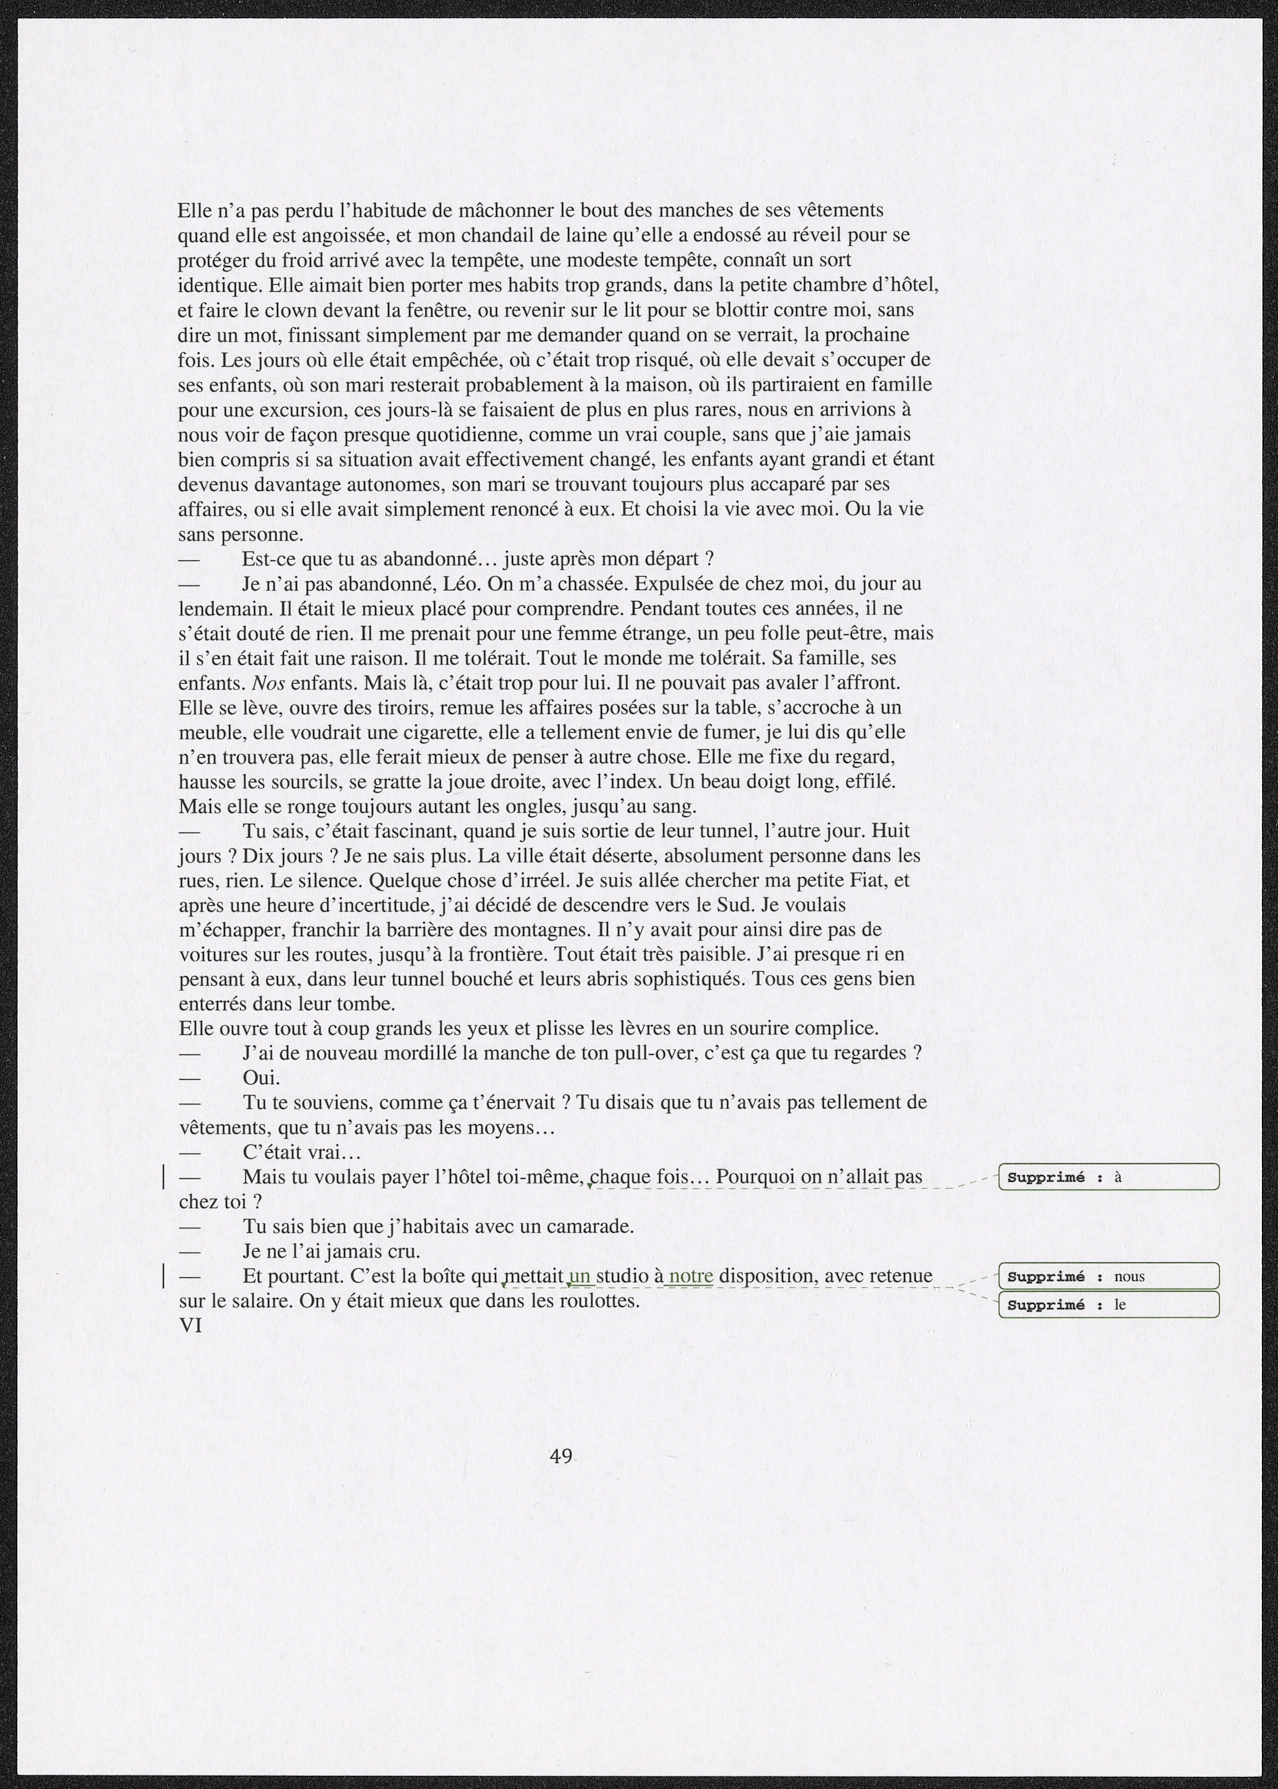 Elle n'a pas perdu l'habitude de mâchonner le bout des manches de ses vêtements
quand elle est angoissée, et mon chandail de laine qu'elle a endossé au réveil pour se
protéger du froid arrivé avec la tempête, une modeste tempête, connaît un sort
identique. Elle aimait bien porter mes habits trop grands, dans la petite chambre d'hôtel,
et faire le clown devant la fenêtre, ou revenir sur le lit pour se blottir contre moi, sans
dire un mot, finissant simplement par me demander quand on se verrait, la prochaine
fois. Les jours où elle était empêchée, où c'était trop risqué, où elle devait s'occuper de
ses enfants, où son mari resterait probablement à la maison, où ils partiraient en famille
pour une excursion, ces jours-là se faisaient de plus en plus rares, nous en arrivions à
nous voir de façon presque quotidienne, comme un vrai couple, sans que j'aie jamais
bien compris si sa situation avait effectivement changé, les enfants ayant grandi et étant
devenus davantage autonomes, son mari se trouvant toujours plus accaparé par ses
affaires, ou si elle avait simplement renoncé à eux. Et choisi la vie avec moi. Ou la vie
sans personne.
— Est-ce que tu as abandonné… juste après mon départ ?
— Je n'ai pas abandonné, Léo. On m'a chassée. Expulsée de chez moi, du jour au
lendemain. Il était le mieux placé pour comprendre. Pendant toutes ces années, il ne
s'était douté de rien. Il me prenait pour une femme étrange, un peu folle peut-être, mais
il s'en était fait une raison. Il me tolérait. Tout le monde me tolérait. Sa famille, ses
enfants. Nos enfants. Mais là, c'était trop pour lui. Il ne pouvait pas avaler l'affront.
Elle se lève, ouvre des tiroirs, remue les affaires posées sur la table, s'accroche à un
meuble, elle voudrait une cigarette, elle a tellement envie de fumer, je lui dis qu'elle
n'en trouvera pas, elle ferait mieux de penser à autre chose. Elle me fixe du regard,
hausse les sourcils, se gratte la joue droite, avec l'index. Un beau doigt long, effilé.
Mais elle se ronge toujours autant les ongles, jusqu'au sang.
— Tu sais, c'était fascinant, quand je suis sortie de leur tunnel, l'autre jour. Huit
jours ? Dix jours ? Je ne sais plus. La ville était déserte, absolument personne dans les
rues, rien. Le silence. Quelque chose d'irréel. Je suis allée chercher ma petite Fiat, et
après une heure d'incertitude, j'ai décidé de descendre vers le Sud. Je voulais
m'échapper, franchir la barrière des montagnes. Il n'y avait pour ainsi dire pas de
voitures sur les routes, jusqu'à la frontière. Tout était très paisible. J'ai presque ri en
pensant à eux, dans leur tunnel bouché et leurs abris sophistiqués. Tous ces gens bien
enterrés dans leur tombe.
Elle ouvre tout à coup grands les yeux et plisse les lèvres en un sourire complice.
— J'ai de nouveau mordillé la manche de ton pull-over, c'est ça que tu regardes ?
— Oui.
— Tu te souviens, comme ça t'énervait ? Tu disais que tu n'avais pas tellement de
vêtements, que tu n'avais pas les moyens…
— C'était vrai…
— Mais tu voulais payer l'hôtel toi-même, chaque fois… Pourquoi on n'allait pas
Supprimé : à
chez toi ?
— Tu sais bien que j'habitais avec un camarade.
— Je ne l'ai jamais cru.
— Et pourtant. C'est la boîte qui mettait un studio à notre disposition, avec retenue
Supprimé : nous
sur le salaire. On y était mieux que dans les roulottes.
Supprimé : le
VI
49